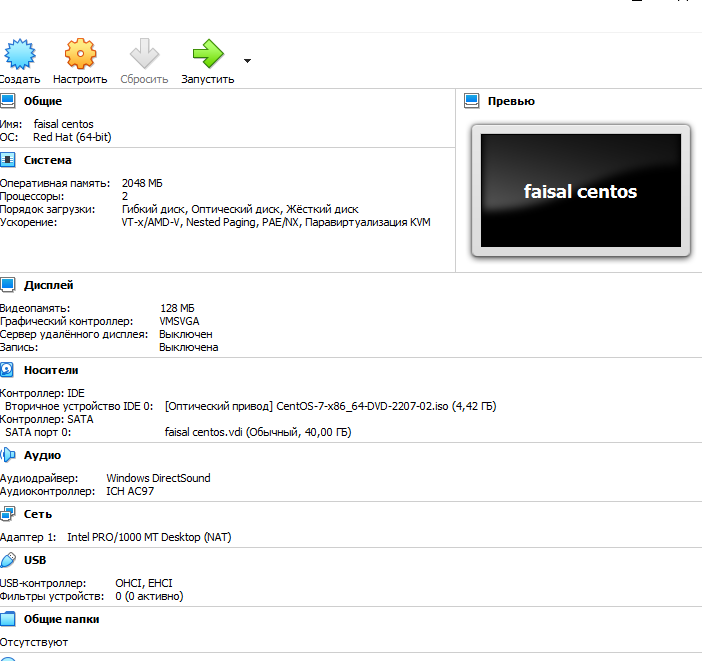 Создать Настроить Сбросить Запустить
Общие
Имя: faisal centos
ОС: Red Hat (64-bit)
Система
Оперативная память: 2048 МБ
Процессоры: 2
Порядок загрузки: Гибкий диск, Оптический диск, Жёсткий диск
Ускорение: VT-x/AMD-V, Nested Paging, PAE/NX, Паравиртуализация KVM
Превью
faisal centos
Дисплей
Видеопамять: 128 МБ
Графический контроллер: VMSVGA
Сервер удалённого дисплея: Выключен
Запись: Выключена
Носители
Контроллер: IDE
Вторичное устройство IDE 0: [Оптический привод] CentOS-7-x86_64-DVD-2207-02.iso (4,42 ГБ)
Контроллер: SATA
SATA порт 0: faisal centos.vdi (Обычный, 40,00 ГБ)
Аудио
Аудиодрайвер: Windows DirectSound
Аудиоконтроллер: ICH AC97
Сеть
Адаптер 1: Intel PRO/1000 MT Desktop (NAT)
USB
USB-контроллер: OHCI, EHCI
Фильтры устройств: 0 (0 активно)
Общие папки
Отсутствуют